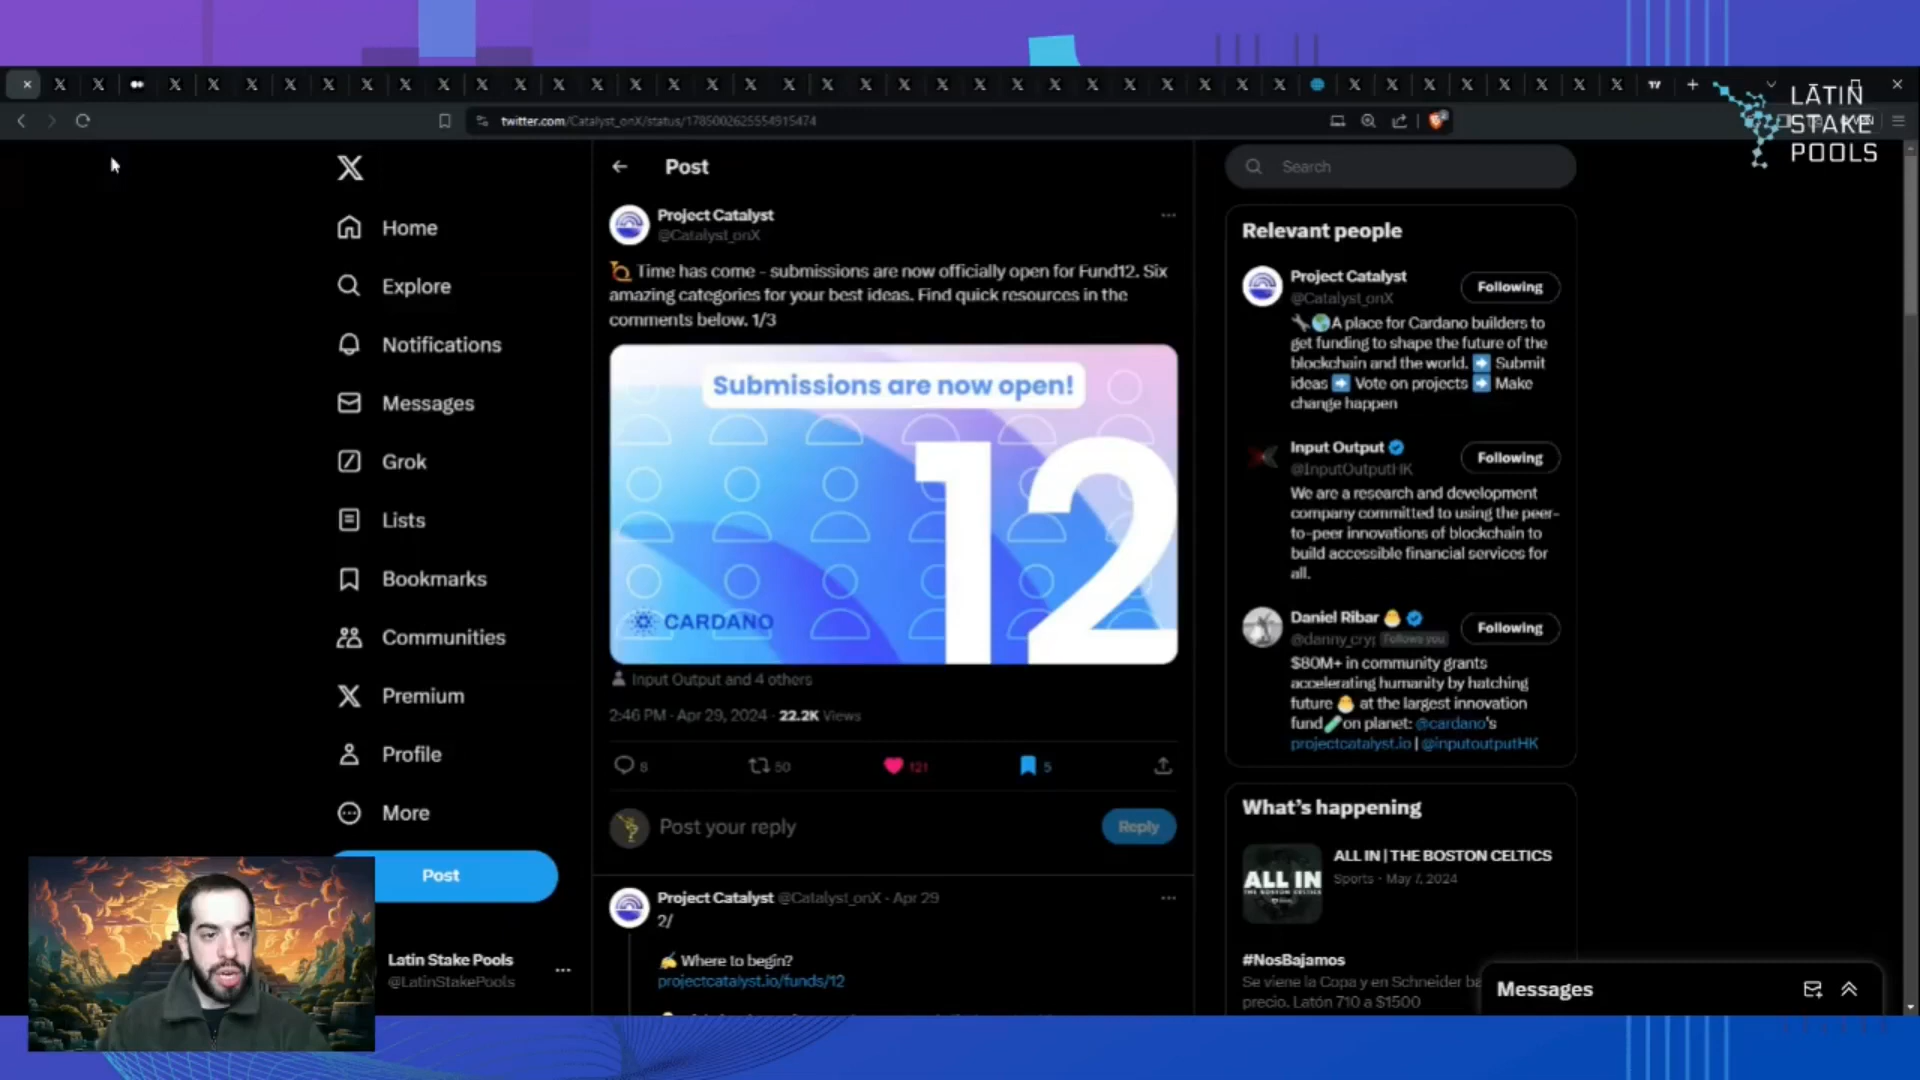 LATIN
STAKE
POOLS
twitter.com/Catalyst_onX/status/1785002625554915474
Home
Explore
Notifications
Messages
Grok
Lists
Bookmarks
Communities
Premium
Profile
More
Post
Latin Stake Pools
@LatinStakePools
Post
Project Catalyst
@Catalyst_onX
Time has come - submissions are now officially open for Fund12. Six
amazing categories for your best ideas. Find quick resources in the
comments below. 1/3
Submissions are now open!
12
CARDANO
Input Output and 4 others
2:46 PM · Apr 29, 2024 · 22.2K Views
8
50
121
5
Post your reply
Reply
Project Catalyst @Catalyst_onX · Apr 29
2/
Where to begin?
projectcatalyst.io/funds/12
Search
Relevant people
Project Catalyst
@Catalyst_onX
Following
A place for Cardano builders to
get funding to shape the future of the
blockchain and the world. ➡ Submit
ideas ➡ Vote on projects ➡ Make
change happen
Input Output
@InputOutputHK
Following
We are a research and development
company committed to using the peer-
to-peer innovations of blockchain to
build accessible financial services for
all.
Daniel Ribar
@danny_cry Follows you
Following
$80M+ in community grants
accelerating humanity by hatching
future at the largest innovation
fund on planet: @cardano's
projectcatalyst.io | @inputoutputHK
What's happening
ALL IN
ALL IN | THE BOSTON CELTICS
Sports · May 7, 2024
#NosBajamos
Se viene la Copa y en Schneider ba
precio. Latón 710 a $1500
Messages